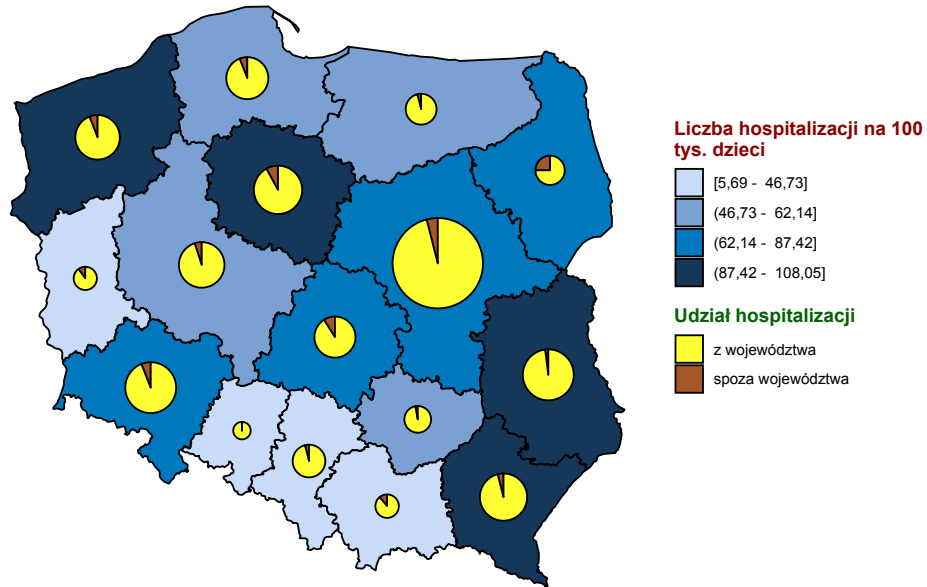 Liczba hospitalizacji na 100
tys. dzieci
[5,69 - 46,73]
(46,73 - 62,14]
(62,14 - 87,42]
(87,42 - 108,05]
Udział hospitalizacji
z województwa
spoza województwa